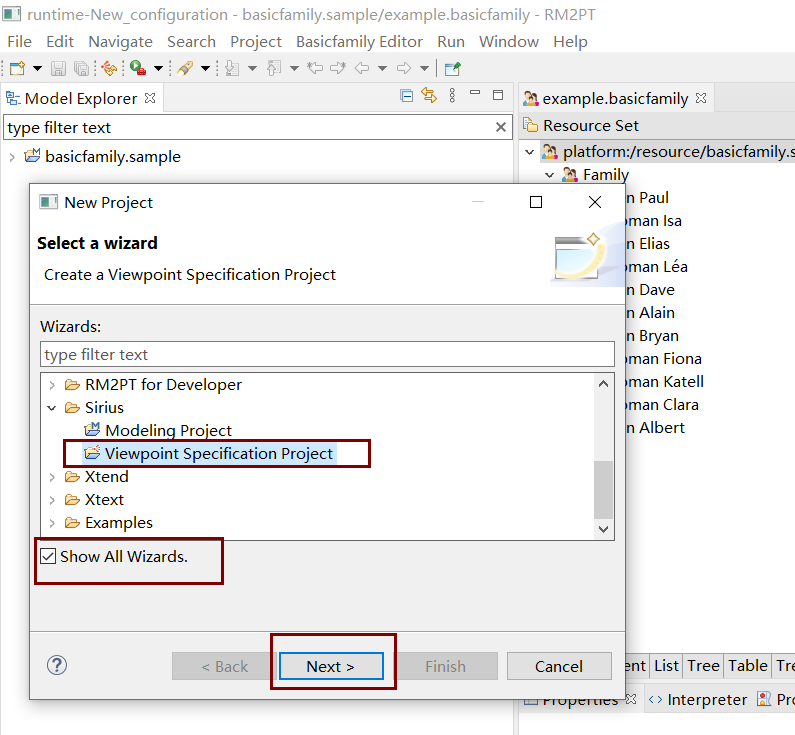 runtime-New_configuration - basicfamily.sample/example.basicfamily - RM2PT
File Edit Navigate Search Project Basicfamily Editor Run Window Help
Model Explorer
type filter text
basicfamily.sample
example.basicfamily
Resource Set
platform:/resource/basicfamily.s
Family
n Paul
oman Isa
n Elias
oman Léa
n Dave
n Alain
n Bryan
oman Fiona
oman Katell
oman Clara
n Albert
New Project
Select a wizard
Create a Viewpoint Specification Project
Wizards:
type filter text
RM2PT for Developer
Sirius
Modeling Project
Viewpoint Specification Project
Xtend
Xtext
Examples
Show All Wizards.
< Back Next > Finish Cancel
ent List Tree Table Tre
Properties Interpreter Pro